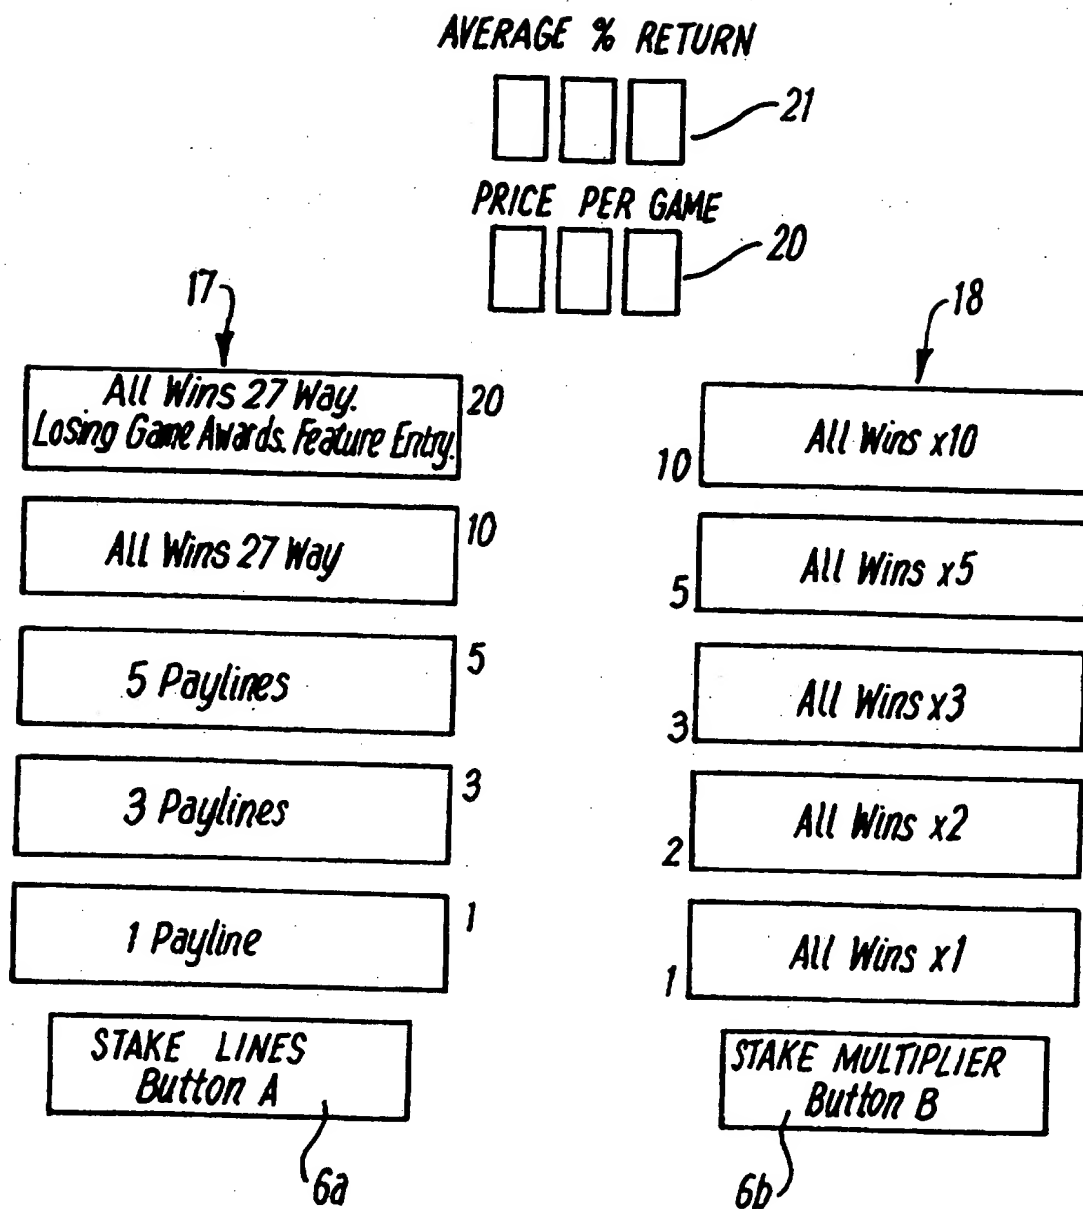 AVERAGE % RETURN
21
PRICE PER GAME
20
17
18
All Wins 27 Way.
Losing Game Awards. Feature Entry.
20
All Wins 27 Way
10
5 Paylines
5
3 Paylines
3
1 Payline
1
STAKE LINES
Button A
6a
All Wins x10
10
All Wins x5
5
All Wins x3
3
All Wins x2
2
All Wins x1
1
STAKE MULTIPLIER
Button B
6b